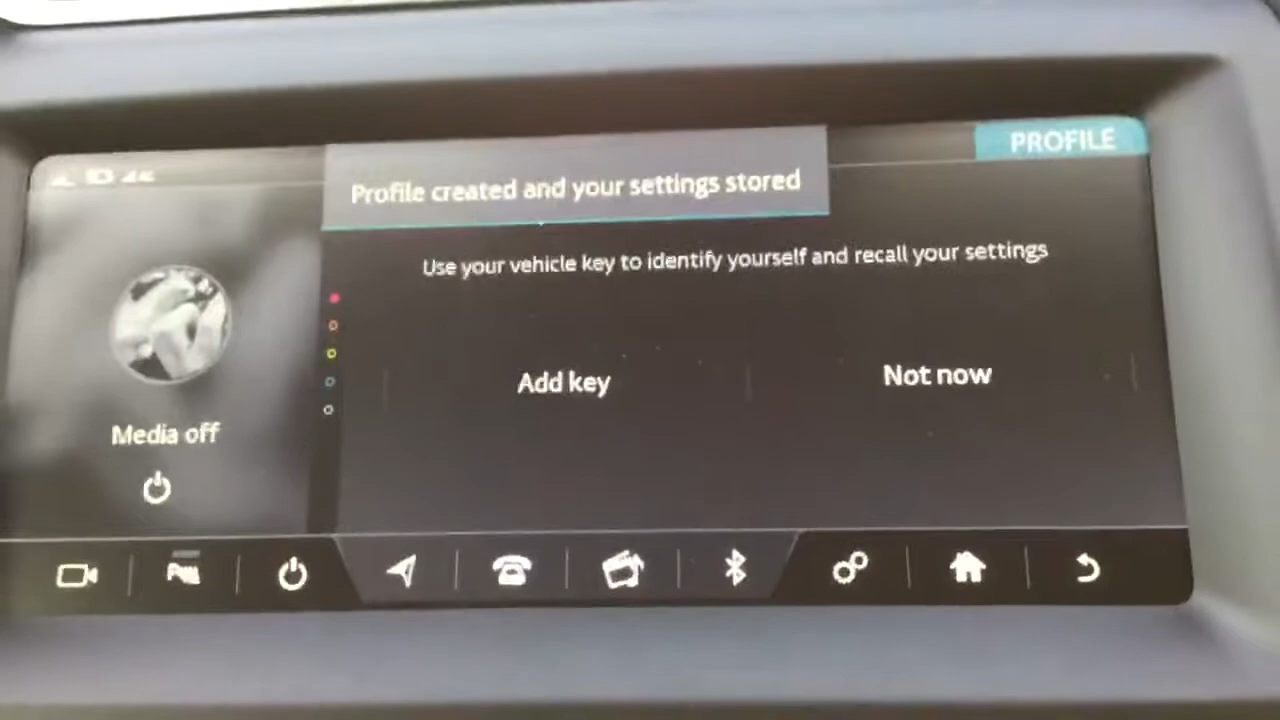 PROFILE
Profile created and your settings stored
Use your vehicle key to identify yourself and recall your settings
Add key
Not now
Media off